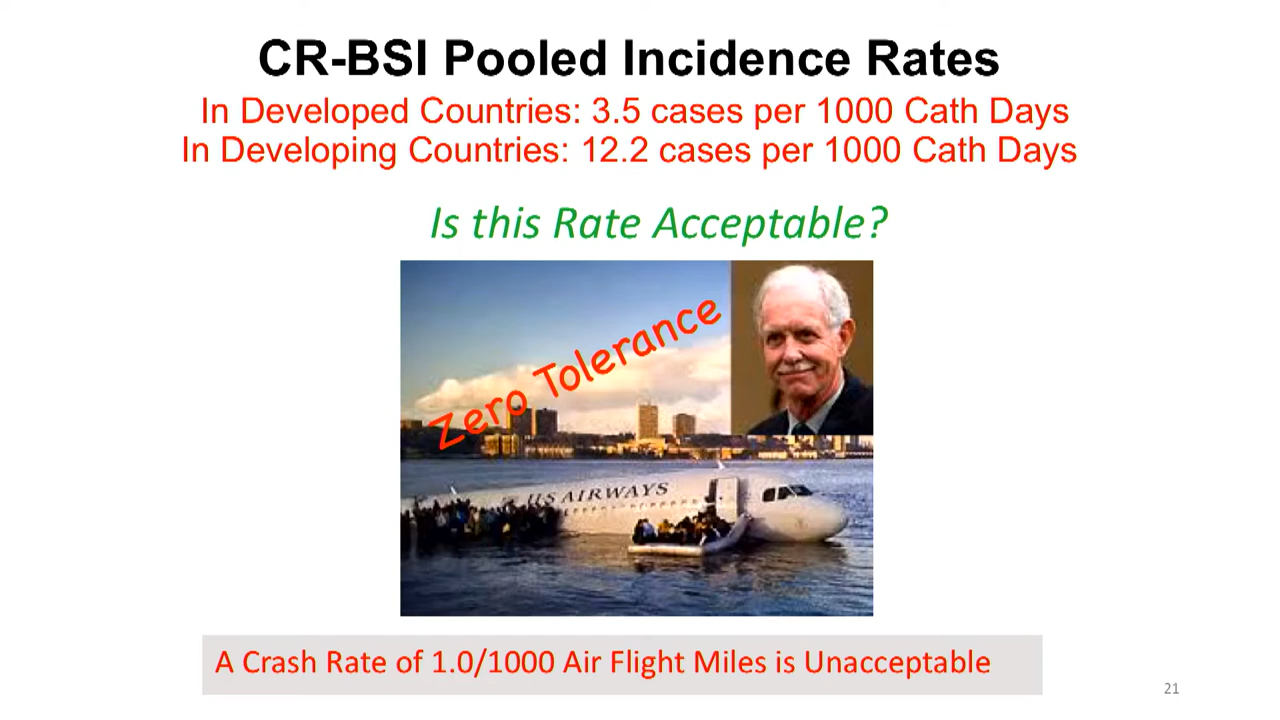 CR-BSI Pooled Incidence Rates
In Developed Countries: 3.5 cases per 1000 Cath Days
In Developing Countries: 12.2 cases per 1000 Cath Days
Is this Rate Acceptable?
Zero Tolerance
US AIRWAYS
A Crash Rate of 1.0/1000 Air Flight Miles is Unacceptable
21